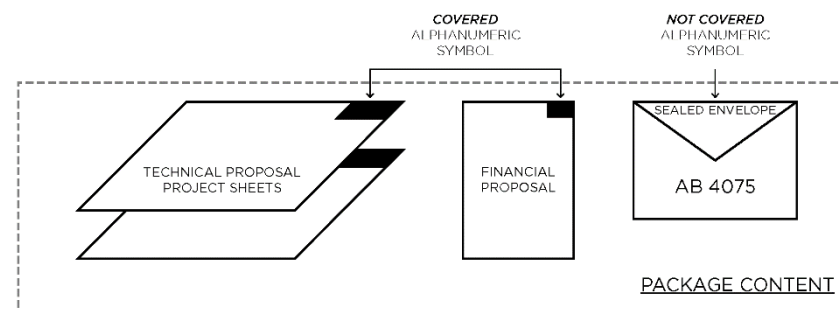 COVERED
ALPHANUMERIC
SYMBOL
NOT COVERED
ALPHANUMERIC
SYMBOL
TECHNICAL PROPOSAL
PROJECT SHEETS
FINANCIAL
PROPOSAL
SEALED ENVELOPE
AB 4075
PACKAGE CONTENT